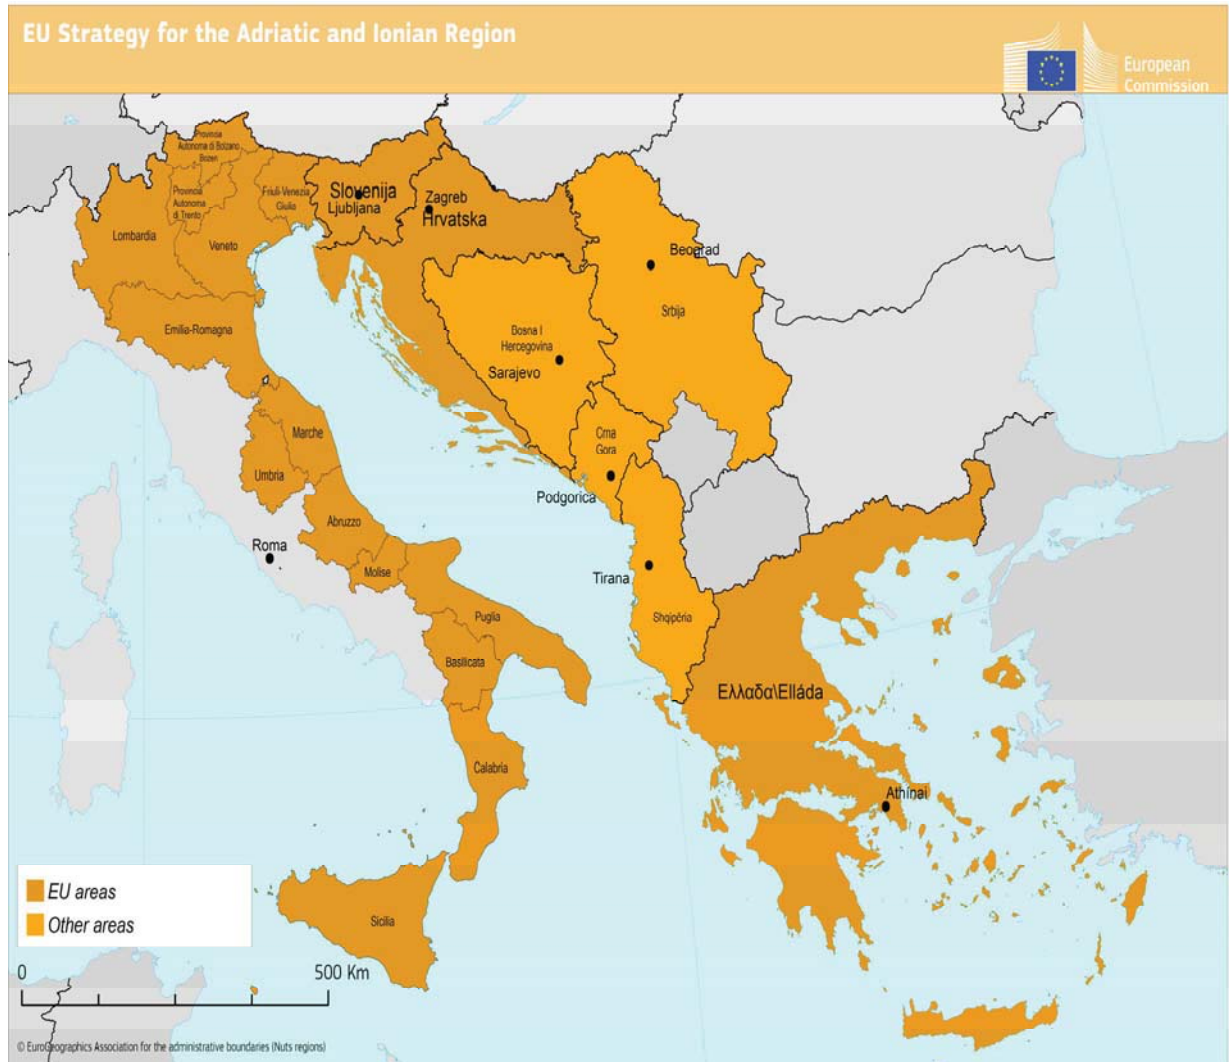 EU Strategy for the Adriatic and Ionian Region
European
Commission
Provincia
Autonoma di Bolzano
Bozen
Provincia
Autonoma
di Trento
Friuli-Venezia
Giulia
Slovenija
Ljubljana
Zagreb
Hrvatska
Lombardia
Veneto
Beograd
Emilia-Romagna
Srbija
Bosna I
Hercegovina
Sarajevo
Marche
Crna
Gora
Umbria
Podgorica
Abruzzo
Roma
Molise
Tirana
Puglia
Shqipëria
Basilicata
Ελλαδα\Elláda
Calabria
Athínai
EU areas
Other areas
Sicilia
0 500 Km
© EuroGeographics Association for the administrative boundaries (Nuts regions)